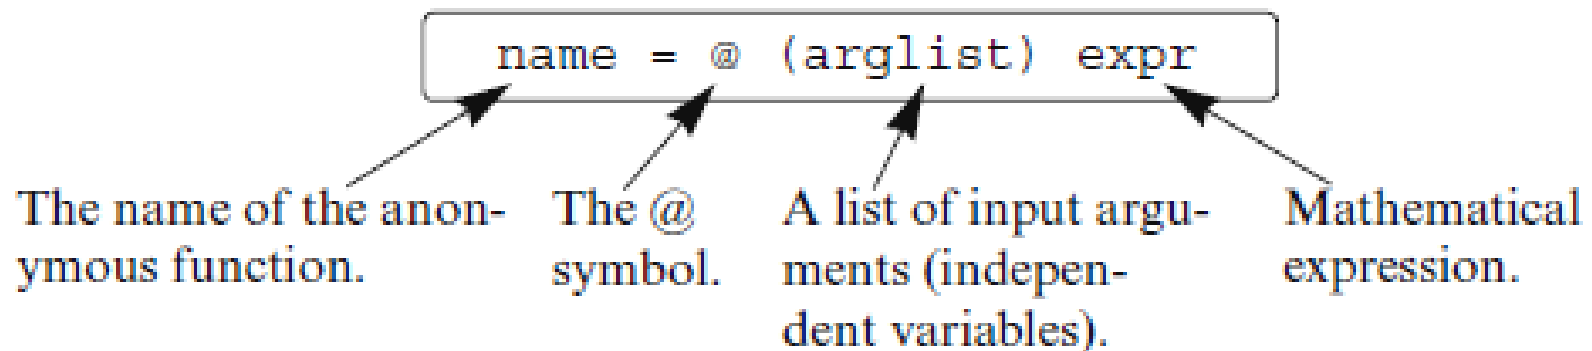 name = @ (arglist) expr
The name of the anon-
ymous function.
The @
symbol.
A list of input argu-
ments (indepen-
dent variables).
Mathematical
expression.